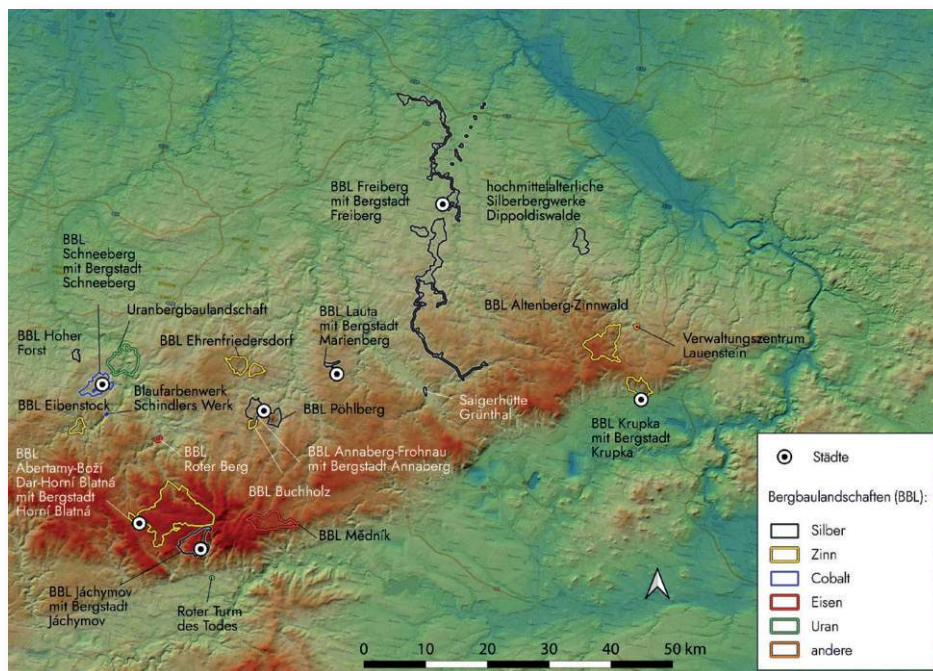 BBL Freiberg
mit Bergstadt
Freiberg
hochmittelalterliche
Silberbergwerke
Dippoldiswalde
BBL
Schneeberg
mit Bergstadt
Schneeberg
Uranbergbaulandschaft
BBL Hoher
Forst
BBL Ehrenfriedersdorf
BBL Lauta
mit Bergstadt
Marienberg
BBL Altenberg-Zinnwald
Verwaltungszentrum
Lauenstein
BBL Eibenstock
Blaufarbenwerk
Schindlers Werk
BBL Pöhlberg
Saigerhütte
Grünthal
BBL Krupka
mit Bergstadt
Krupka
BBL
Abertamy-Boží
Dar-Horní Blatná
mit Bergstadt
Horní Blatná
BBL
Roter Berg
BBL Annaberg-Frohnau
mit Bergstadt Annaberg
BBL Buchholz
BBL Mědník
BBL Jáchymov
mit Bergstadt
Jáchymov
Roter Turm
des Todes
0 10 20 30 40 50 km
Städte
Bergbaulandschaften (BBL):
Silber
Zinn
Cobalt
Eisen
Uran
andere